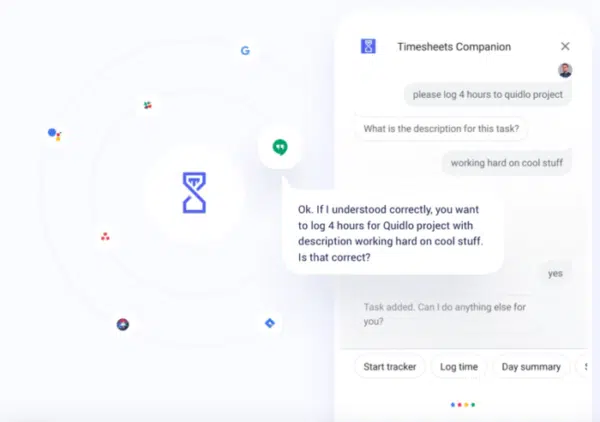 Timesheets Companion
please log 4 hours to quidlo project
What is the description for this task?
working hard on cool stuff
Ok. If I understood correctly, you want
to log 4 hours for Quidlo project with
description working hard on cool stuff.
Is that correct?
yes
Task added. Can I do anything else for
you?
Start tracker
Log time
Day summary
S